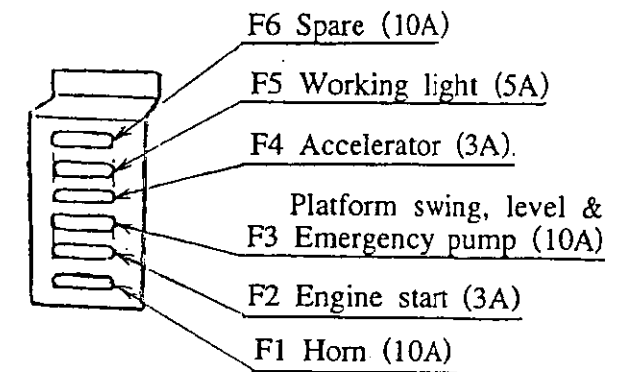 F6 Spare (10A)
F5 Working light (5A)
F4 Accelerator (3A).
Platform swing, level &
F3 Emergency pump (10A)
F2 Engine start (3A)
F1 Horn (10A)